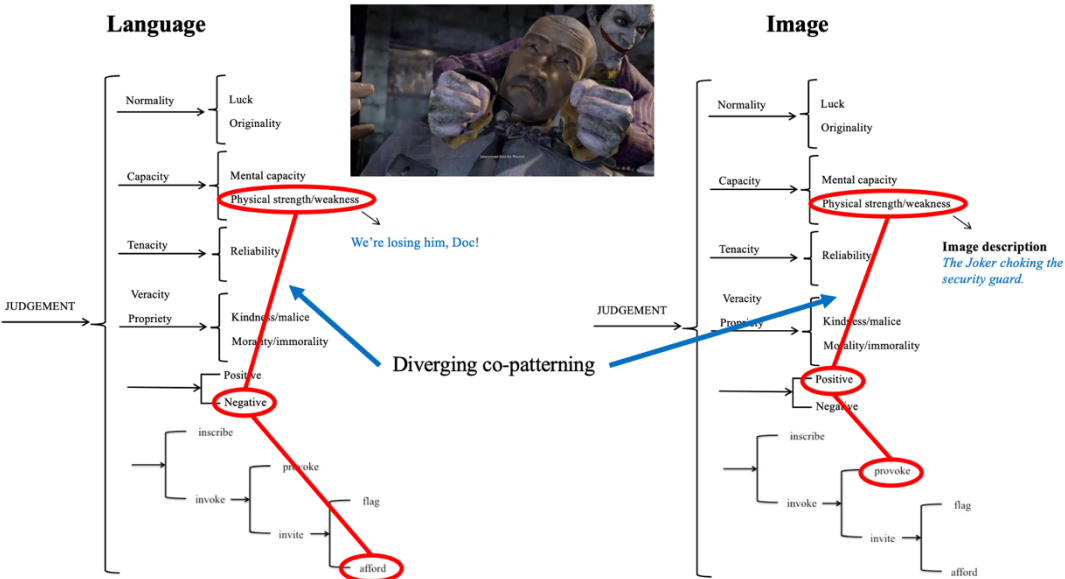 Language
Image
JUDGEMENT
Normality
Luck
Originality
Capacity
Mental capacity
Physical strength/weakness
We're losing him, Doc!
Tenacity
Reliability
Veracity
Propriety
Kindness/malice
Morality/immorality
Positive
Negative
inscribe
invoke
provoke
invite
flag
afford
Diverging co-patterning
JUDGEMENT
Normality
Luck
Originality
Capacity
Mental capacity
Physical strength/weakness
Image description
The Joker choking the
security guard.
Tenacity
Reliability
Veracity
Propriety
Kindness/malice
Morality/immorality
Positive
Negative
inscribe
invoke
provoke
invite
flag
afford